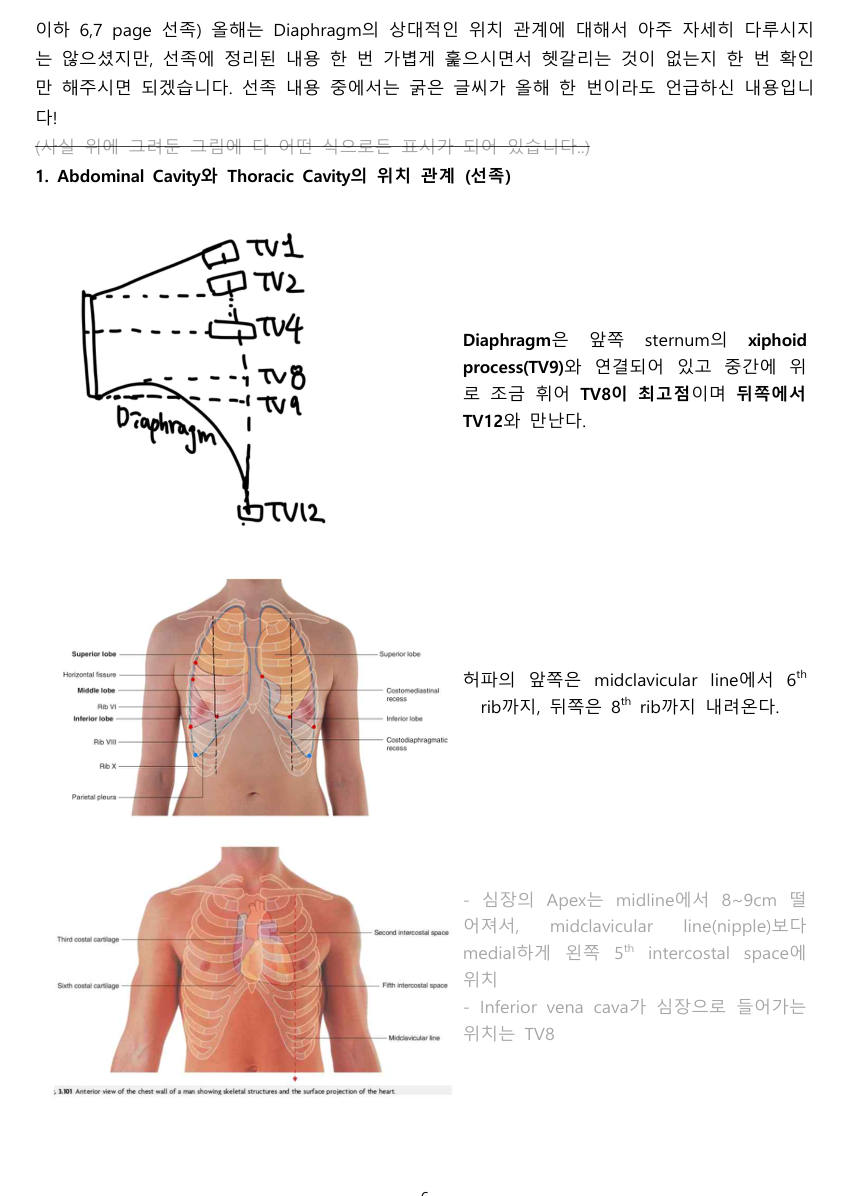 이하 6,7 page 선족) 올해는 Diaphragm의 상대적인 위치 관계에 대해서 아주 자세히 다루시지
는 않으셨지만, 선족에 정리된 내용 한 번 가볍게 훑으시면서 헷갈리는 것이 없는지 한 번 확인
만 해주시면 되겠습니다. 선족 내용 중에서는 굵은 글씨가 올해 한 번이라도 언급하신 내용입니
다!
(사실 위에 그려둔 그림에 다 어떤 식으로든 표시가 되어 있습니다..)
1. Abdominal Cavity와 Thoracic Cavity의 위치 관계 (선족)
TV1
TV2
TV4
TV8
TV9
Diaphragm
TV12
Diaphragm은 앞쪽 sternum의 xiphoid
process(TV9)와 연결되어 있고 중간에 위
로 조금 휘어 TV8이 최고점이며 뒤쪽에서
TV12와 만난다.
Superior lobe
Horizontal fissure
Middle lobe
Rib VI
Inferior lobe
Rib VIII
Rib X
Parietal pleura
Superior lobe
Costomediastinal
recess
Inferior lobe
Costodiaphragmatic
recess
허파의 앞쪽은 midclavicular line에서 6th
rib까지, 뒤쪽은 8th rib까지 내려온다.
Third costal cartilage
Sixth costal cartilage
Second intercostal space
Fifth intercostal space
Midclavicular line
- 심장의 Apex는 midline에서 8~9cm 떨
어져서, midclavicular line(nipple)보다
medial하게 왼쪽 5th intercostal space에
위치
- Inferior vena cava가 심장으로 들어가는
위치는 TV8
3.101 Anterior view of the chest wall of a man showing skeletal structures and the surface projection of the heart.